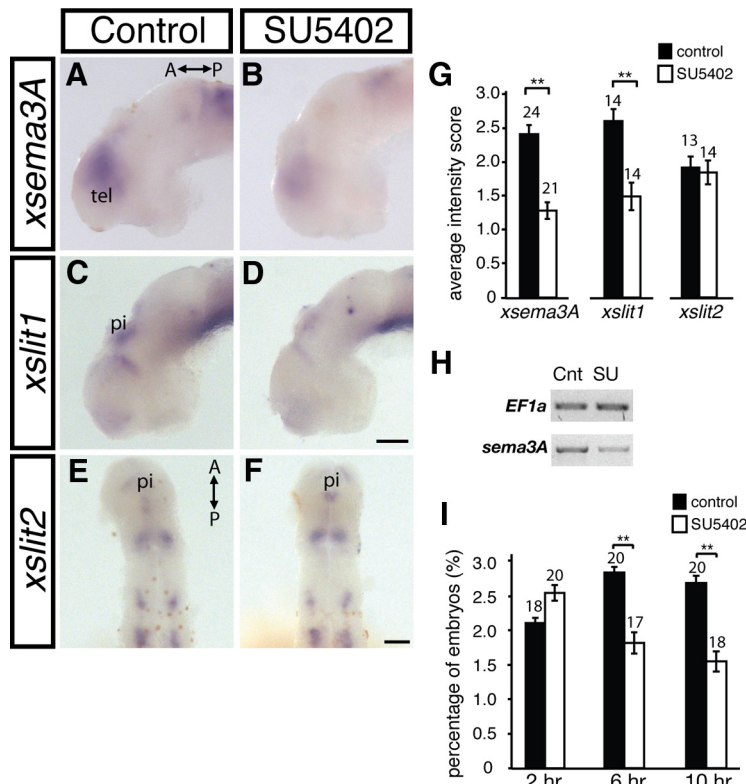 Control SU5402
xsema3A
xslit1
xslit2
A A P
tel
B
C
pi
D
E pi A
P
F pi
G
control
SU5402
average intensity score
3.0
2.5
2.0
1.5
1.0
0.5
0
** **
24 21 14 14 13 14
xsema3A xslit1 xslit2
H
Cnt SU
EF1a
sema3A
I
control
SU5402
percentage of embryos (%)
3.0
2.5
2.0
1.5
1.0
0.5
0
** **
18 20 20 17 20 18
2 hr 6 hr 10 hr